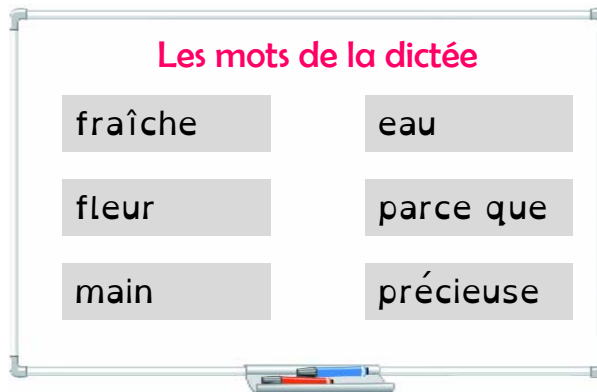 Les mots de la dictée
fraîche
eau
fleur
parce que
main
précieuse